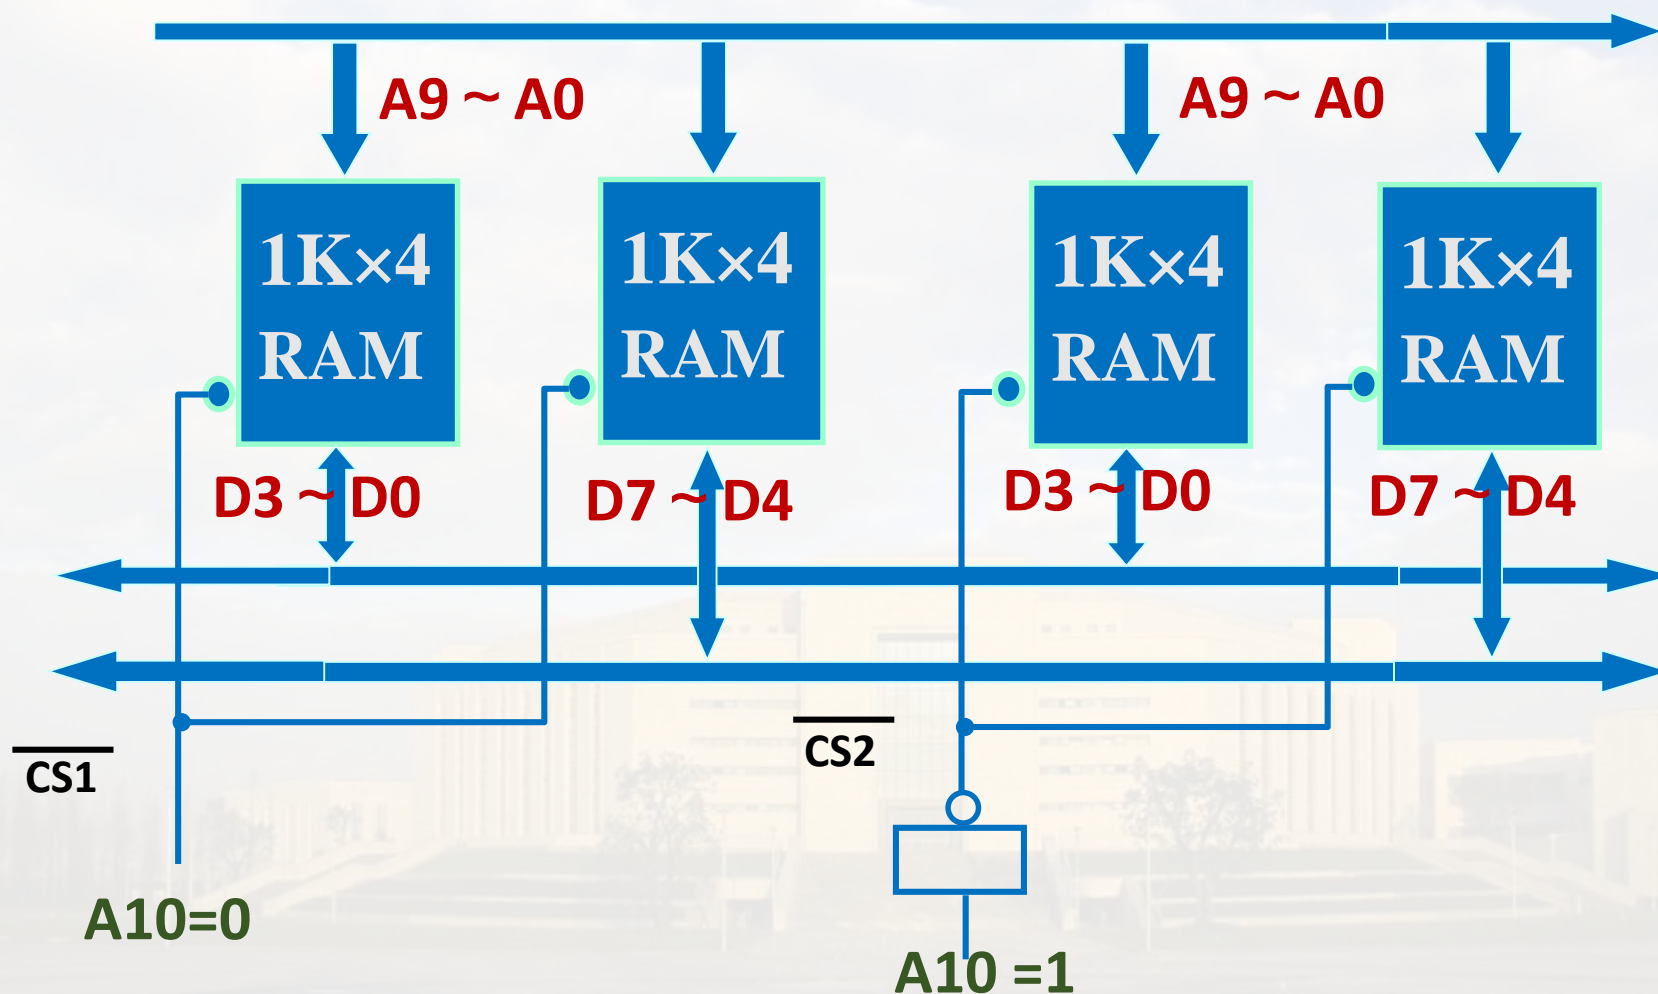 A9 ~ A0
A9 ~ A0
1K×4
RAM
1K×4
RAM
1K×4
RAM
1K×4
RAM
D3 ~ D0
D7 ~ D4
D3 ~ D0
D7 ~ D4
CS1
CS2
A10=0
A10 =1